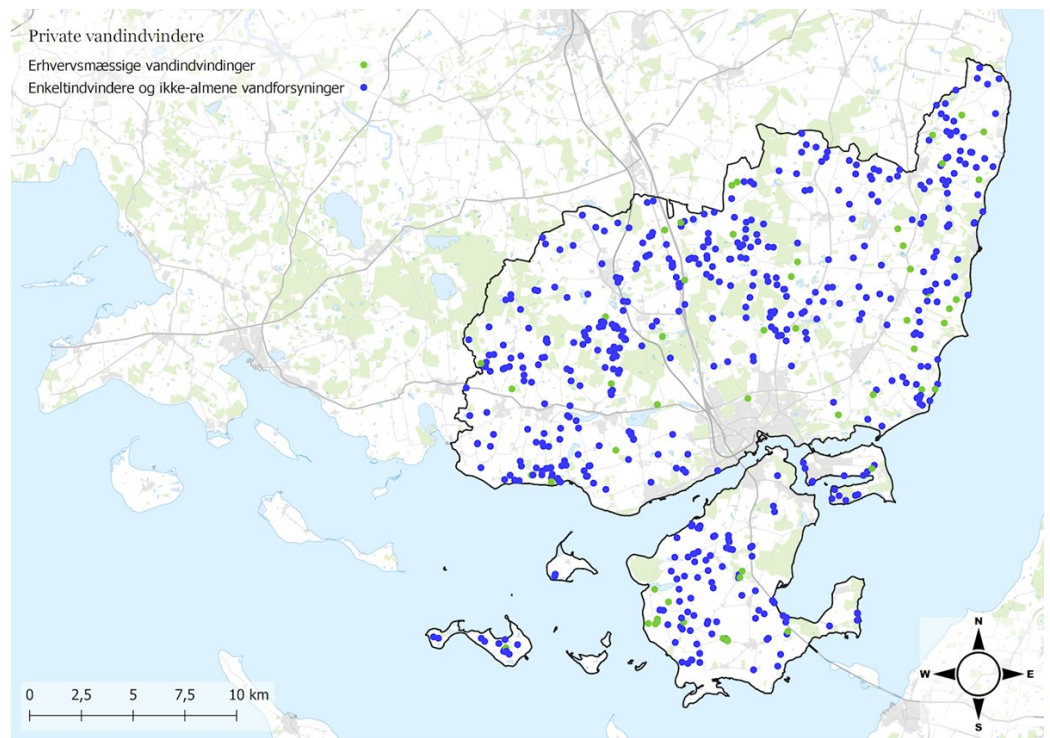 Private vandindvindere
Erhvervsmæssige vandindvindinger
Enkeltindvindere og ikke-almene vandforsyninger
N
W
E
S
0 2,5 5 7,5 10 km